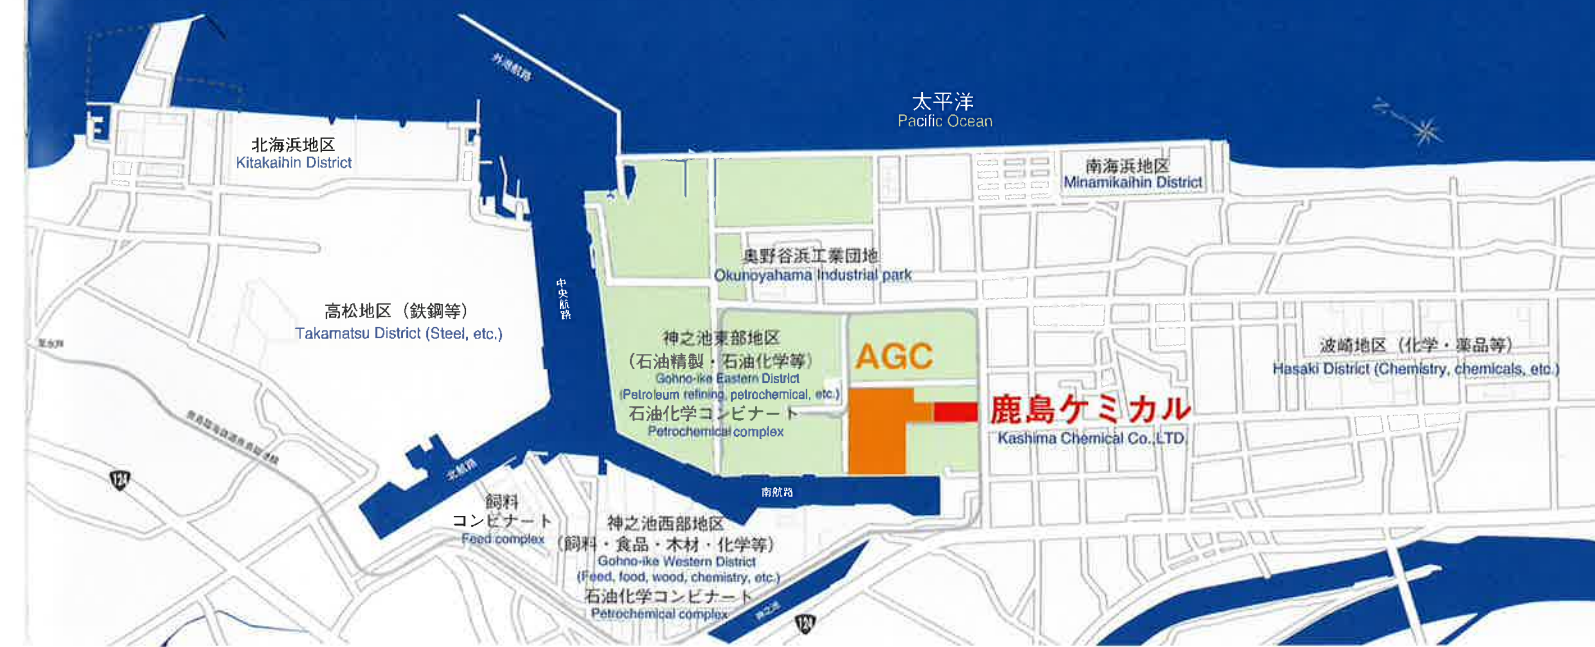 外港航路
太平洋
Pacific Ocean
N
北海浜地区
Kitakaihin District
南海浜地区
Minamikaihin District
奥野谷浜工業団地
Okunoyahama Industrial park
中央航路
高松地区（鉄鋼等）
Takamatsu District (Steel, etc.)
神之池東部地区
（石油精製・石油化学等）
Gohno-ike Eastern District
(Petroleum refining, petrochemical, etc.)
石油化学コンビナート
Petrochemical complex
AGC
鹿島ケミカル
Kashima Chemical Co.,LTD.
波崎地区（化学・薬品等）
Hasaki District (Chemistry, chemicals, etc.)
至水戸
124
北航路
南航路
飼料
コンビナート
Feed complex
神之池西部地区
（飼料・食品・木材・化学等）
Gohno-ike Western District
(Feed, food, wood, chemistry, etc.)
石油化学コンビナート
Petrochemical complex
神之池
124